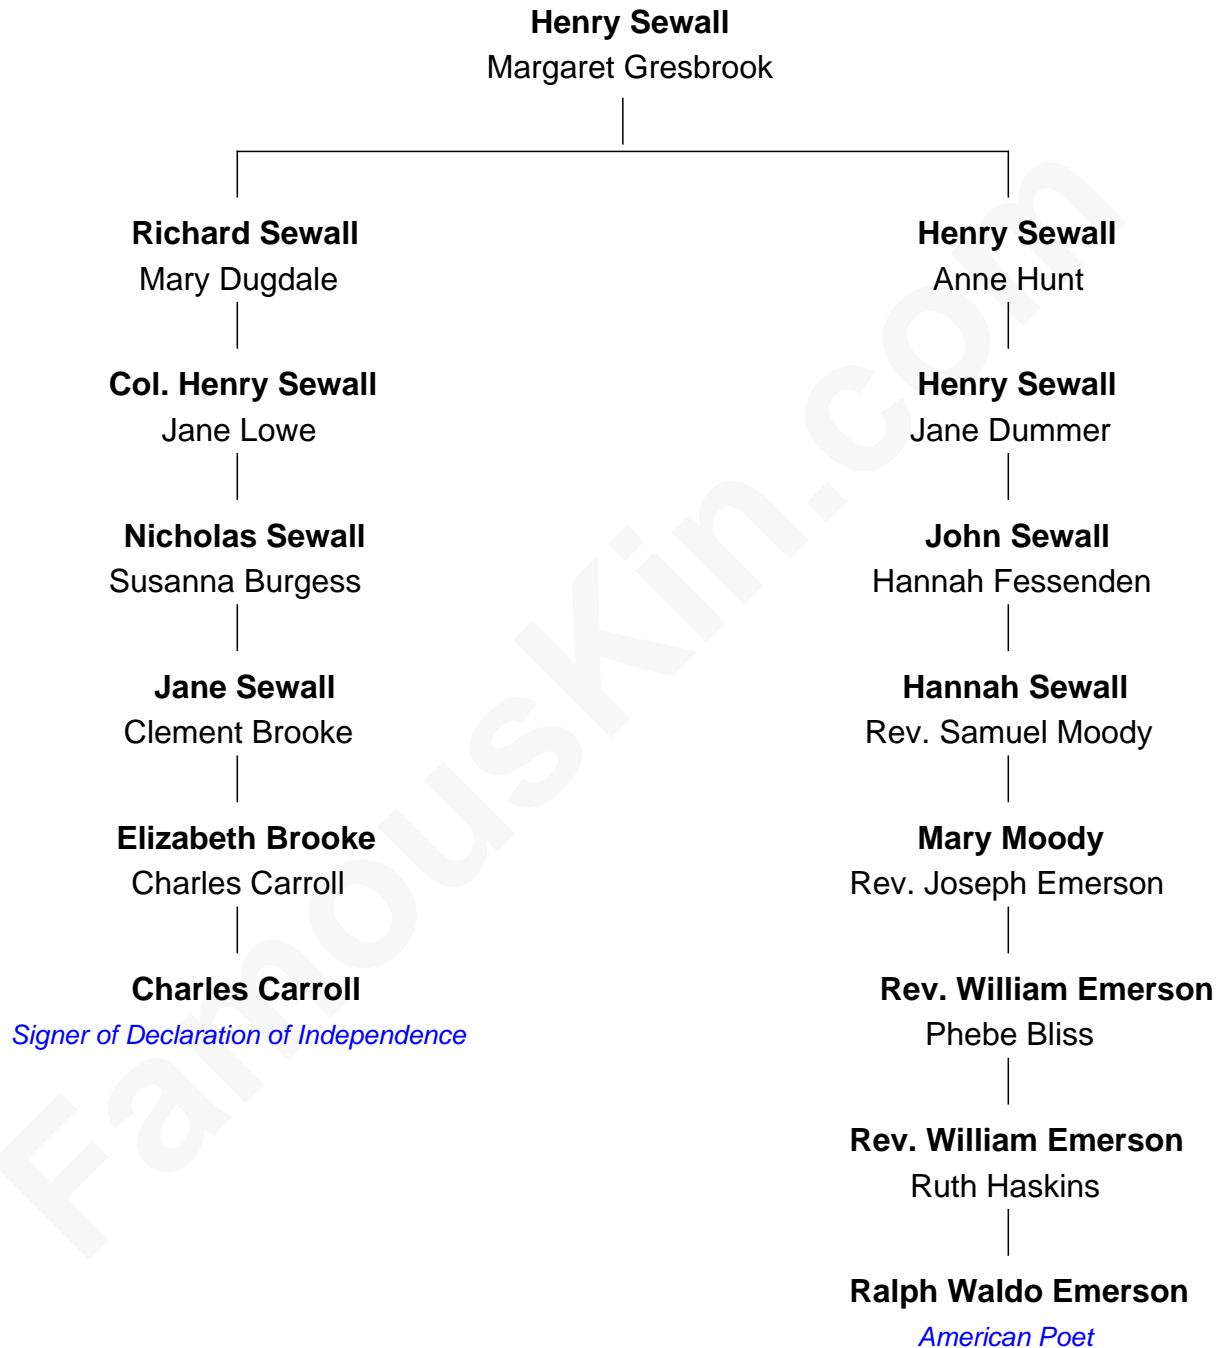 Henry Sewall
Margaret Gresbrook
Richard Sewall
Mary Dugdale
Henry Sewall
Anne Hunt
Col. Henry Sewall
Jane Lowe
Henry Sewall
Jane Dummer
Nicholas Sewall
Susanna Burgess
John Sewall
Hannah Fessenden
Jane Sewall
Clement Brooke
Hannah Sewall
Rev. Samuel Moody
Elizabeth Brooke
Charles Carroll
Mary Moody
Rev. Joseph Emerson
Charles Carroll
Signer of Declaration of Independence
Rev. William Emerson
Phebe Bliss
Rev. William Emerson
Ruth Haskins
Ralph Waldo Emerson
American Poet
FamousKin.com